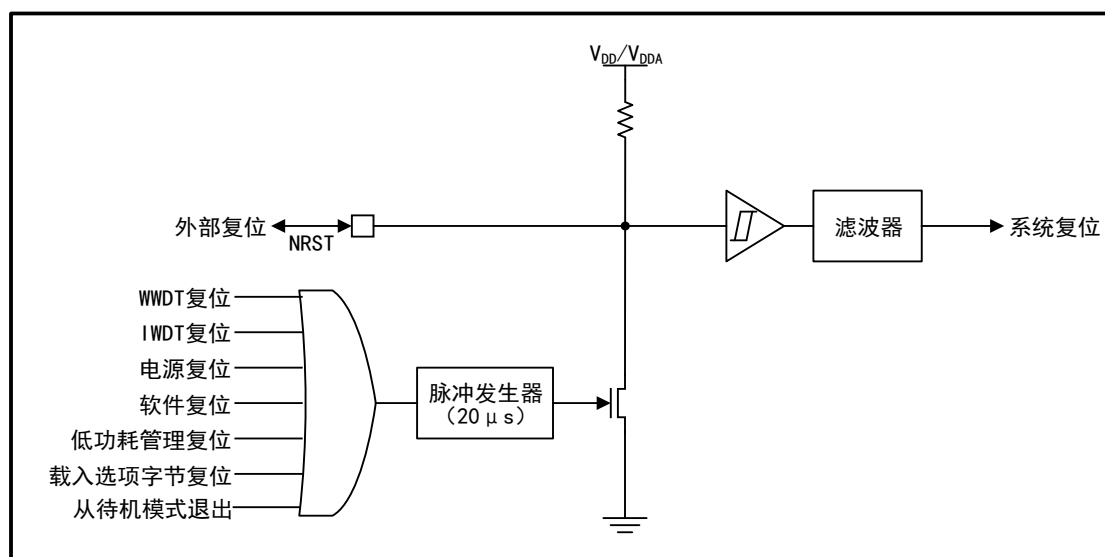 VDD/VDDA
外部复位
NRST
滤波器
系统复位
WWDT复位
IWDT复位
电源复位
软件复位
低功耗管理复位
载入选项字节复位
从待机模式退出
脉冲发生器
（20μs）